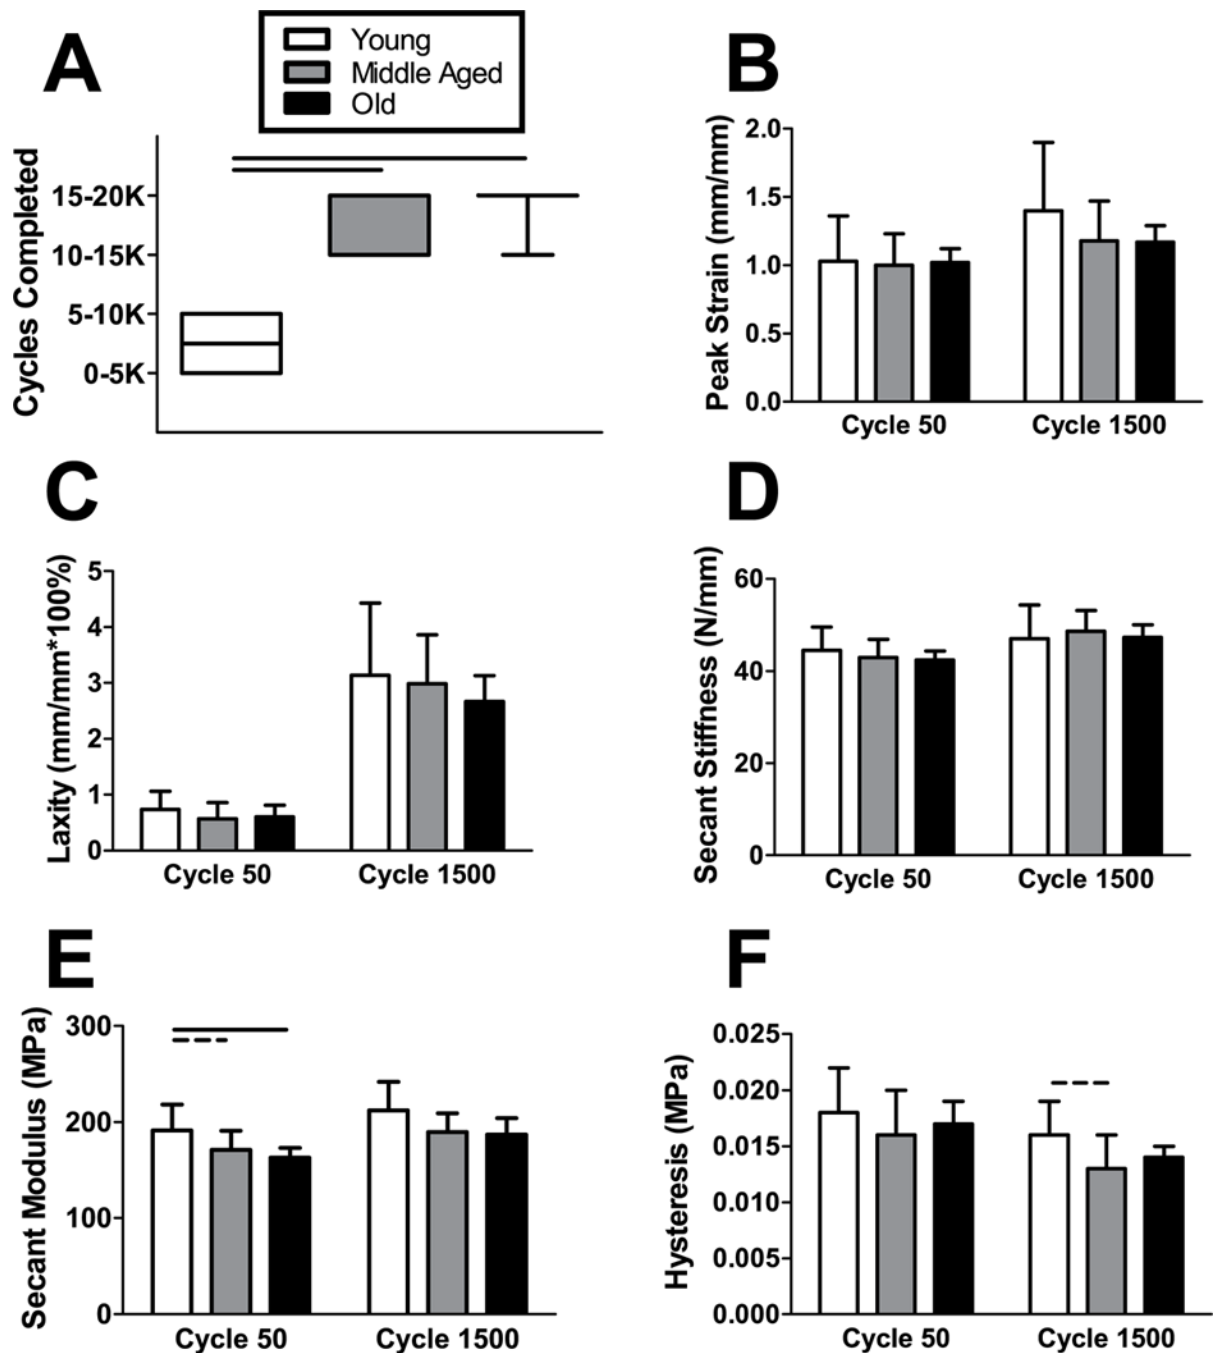 A
Young
Middle Aged
Old
Cycles Completed
15-20K
10-15K
5-10K
0-5K
B
Peak Strain (mm/mm)
2.0
1.5
1.0
0.5
0.0
Cycle 50
Cycle 1500
C
Laxity (mm/mm*100%)
5
4
3
2
1
0
Cycle 50
Cycle 1500
D
Secant Stiffness (N/mm)
60
40
20
0
Cycle 50
Cycle 1500
E
Secant Modulus (MPa)
300
200
100
0
Cycle 50
Cycle 1500
F
Hysteresis (MPa)
0.025
0.020
0.015
0.010
0.005
0.000
Cycle 50
Cycle 1500